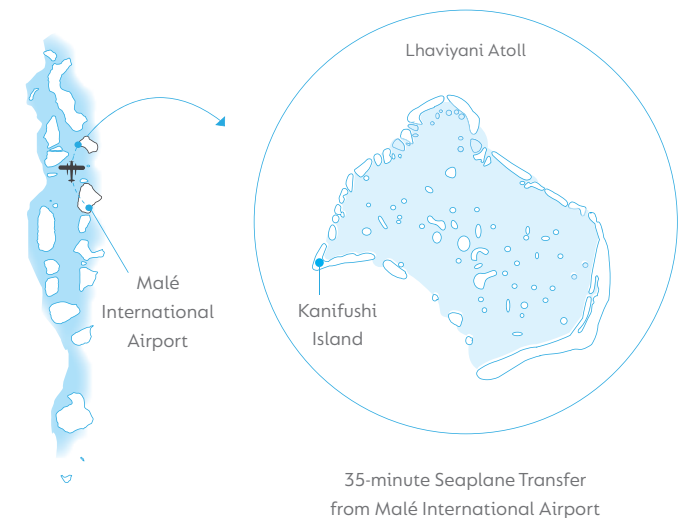 Lhaviyani Atoll
Malé
International
Airport
Kanifushi
Island
35-minute Seaplane Transfer
from Malé International Airport